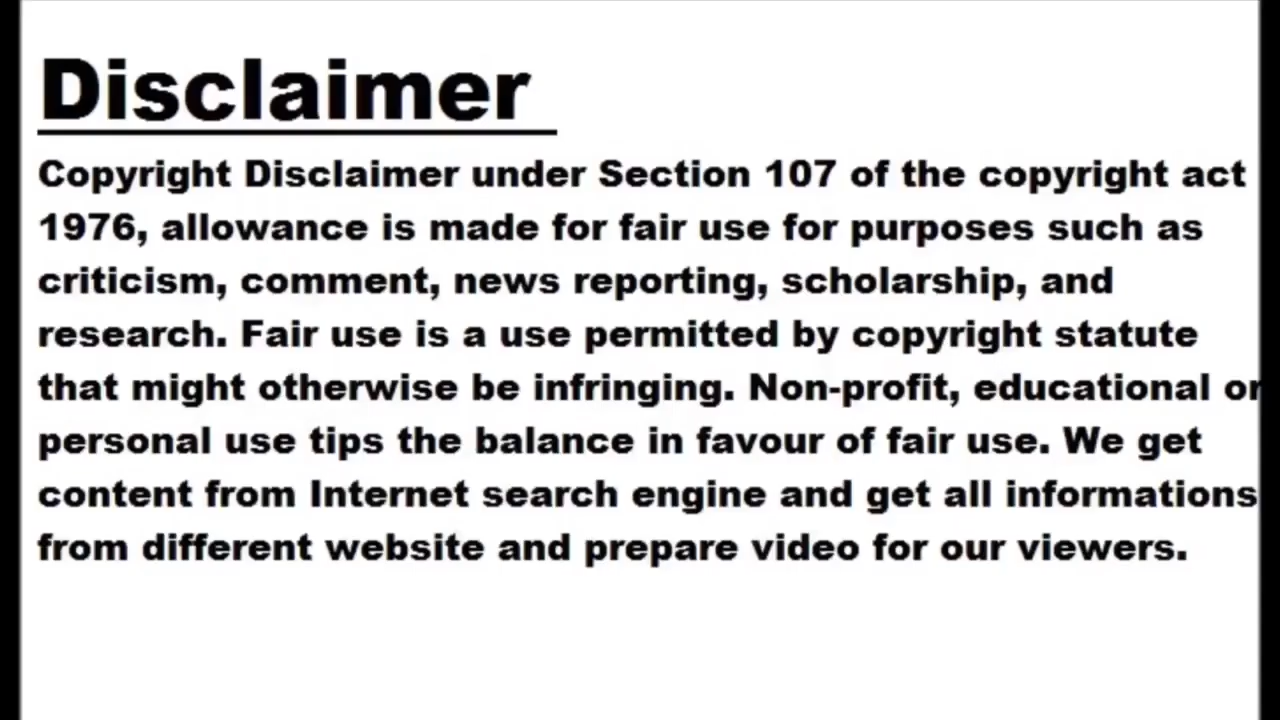 Disclaimer
Copyright Disclaimer under Section 107 of the copyright act
1976, allowance is made for fair use for purposes such as
criticism, comment, news reporting, scholarship, and
research. Fair use is a use permitted by copyright statute
that might otherwise be infringing. Non-profit, educational or
personal use tips the balance in favour of fair use. We get
content from Internet search engine and get all informations
from different website and prepare video for our viewers.